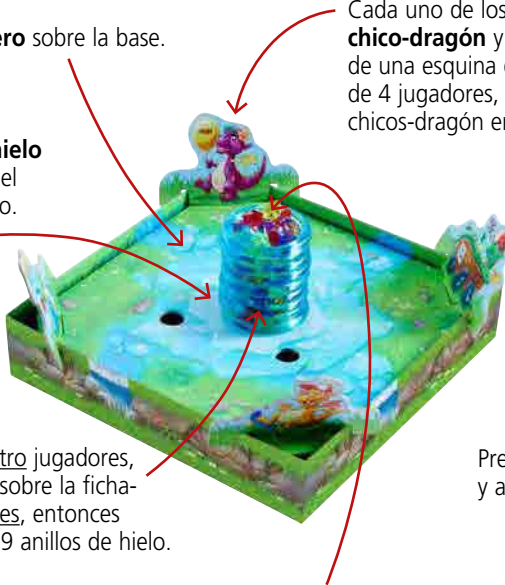 ero sobre la base.
Cada uno de los
chico-dragón y
de una esquina
de 4 jugadores,
chicos-dragón en
ielo
el
o.
tro jugadores,
sobre la ficha-
es, entonces
9 anillos de hielo.
Pre
y a